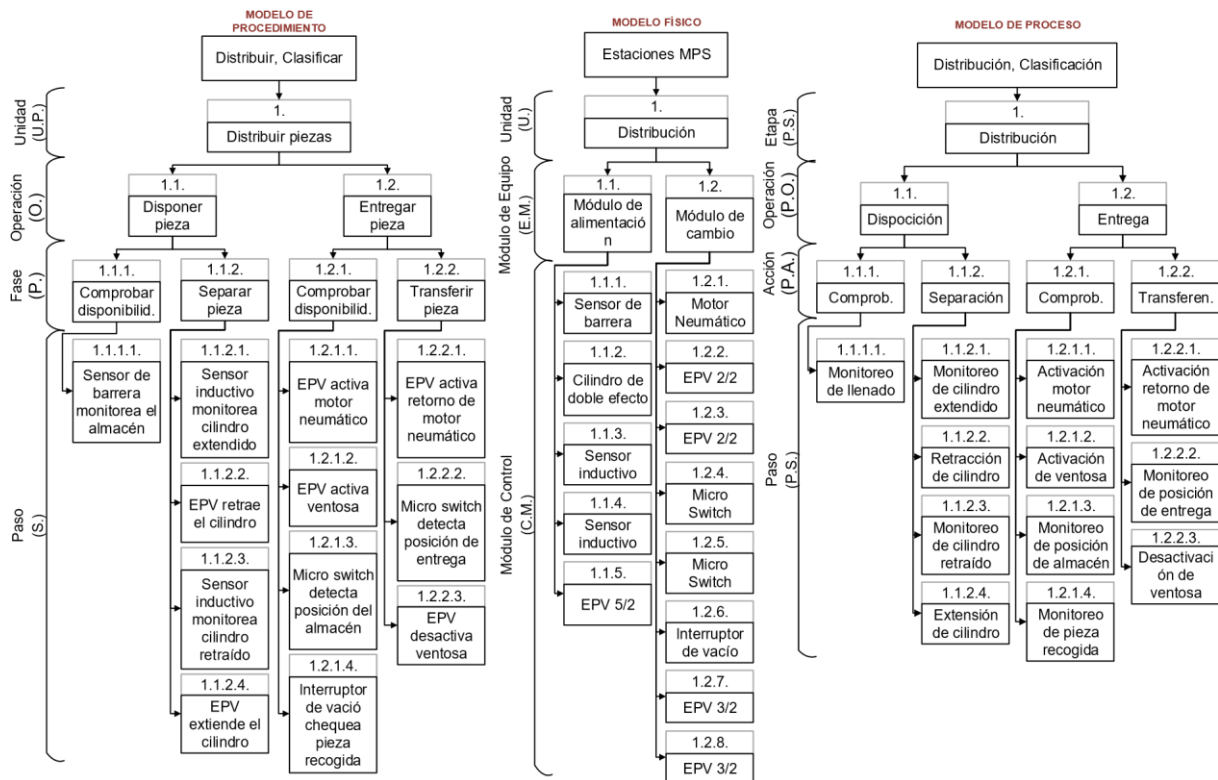 MODELO DE
PROCEDIMIENTO
Distribuir, Clasificar
Unidad
(U.P.)
1.
Distribuir piezas
Operación
(O.)
1.1.
Disponer
pieza
1.2.
Entregar
pieza
Fase
(P.)
1.1.1.
Comprobar
disponibilid.
1.1.2.
Separar
pieza
1.2.1.
Comprobar
disponibilid.
1.2.2.
Transferir
pieza
Paso
(S.)
1.1.1.1.
Sensor de
barrera
monitorea el
almacén
1.1.2.1.
Sensor
inductivo
monitorea
cilindro
extendido
1.1.2.2.
EPV retrae
el cilindro
1.1.2.3.
Sensor
inductivo
monitorea
cilindro
retraído
1.1.2.4.
EPV
extiende el
cilindro
1.2.1.1.
EPV activa
motor
neumático
1.2.1.2.
EPV activa
ventosa
1.2.1.3.
Micro switch
detecta
posición del
almacén
1.2.1.4.
Interruptor
de vació
chequea
pieza
recogida
1.2.2.1.
EPV activa
retorno de
motor
neumático
1.2.2.2.
Micro switch
detecta
posición de
entrega
1.2.2.3.
EPV
desactiva
ventosa
MODELO FÍSICO
Estaciones MPS
Unidad
(U.)
1.
Distribución
Módulo de Equipo
(E.M.)
1.1.
Módulo de
alimentació
n
1.2.
Módulo de
cambio
Módulo de Control
(C.M.)
1.1.1.
Sensor de
barrera
1.1.2.
Cilindro de
doble efecto
1.1.3.
Sensor
inductivo
1.1.4.
Sensor
inductivo
1.1.5.
EPV 5/2
1.2.1.
Motor
Neumático
1.2.2.
EPV 2/2
1.2.3.
EPV 2/2
1.2.4.
Micro
Switch
1.2.5.
Micro
Switch
1.2.6.
Interruptor
de vacío
1.2.7.
EPV 3/2
1.2.8.
EPV 3/2
MODELO DE PROCESO
Distribución, Clasificación
Etapa
(P.S.)
1.
Distribución
Operación
(P.O.)
1.1.
Disposición
1.2.
Entrega
Acción
(P.A.)
1.1.1.
Comprob.
1.1.2.
Separación
1.2.1.
Comprob.
1.2.2.
Transferen.
Paso
(P.S.)
1.1.1.1.
Monitoreo
de llenado
1.1.2.1.
Monitoreo
de cilindro
extendido
1.1.2.2.
Retracción
de cilindro
1.1.2.3.
Monitoreo
de cilindro
retraído
1.1.2.4.
Extensión
de cilindro
1.2.1.1.
Activación
motor
neumático
1.2.1.2.
Activación
de ventosa
1.2.1.3.
Monitoreo
de posición
de almacén
1.2.1.4.
Monitoreo
de pieza
recogida
1.2.2.1.
Activación
retorno de
motor
neumático
1.2.2.2.
Monitoreo
de posición
de entrega
1.2.2.3.
Desactivaci
ón de
ventosa